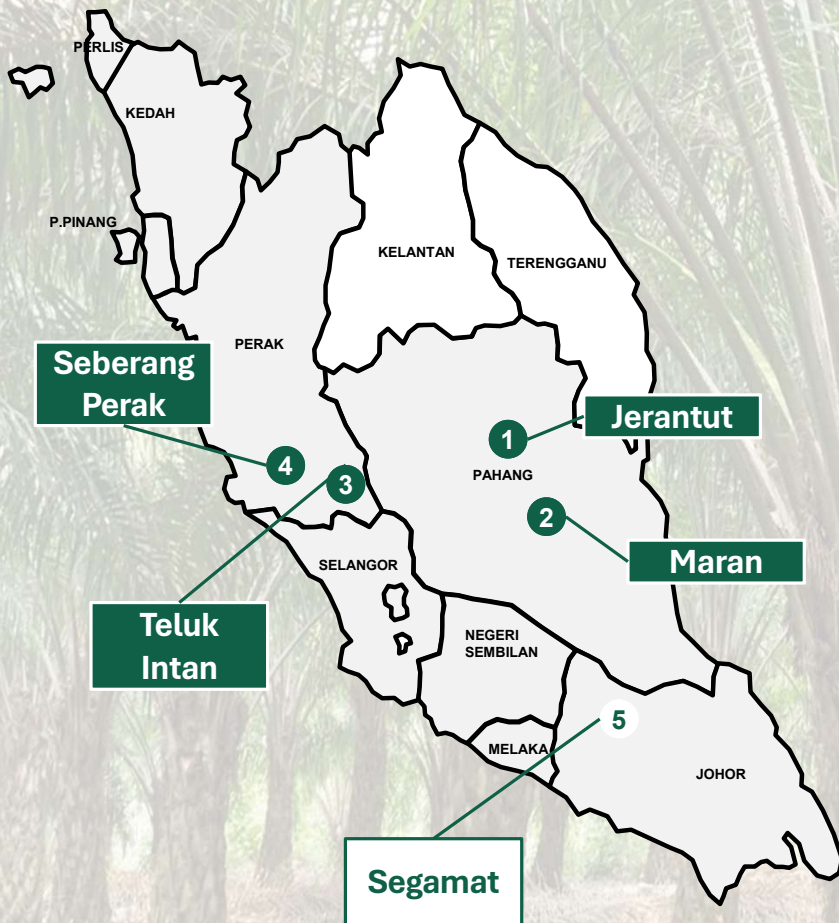 PERLIS
KEDAH
P.PINANG
KELANTAN
TERENGGANU
PERAK
Seberang
Perak
Jerantut
1
4
PAHANG
3
2
Maran
SELANGOR
Teluk
Intan
NEGERI
SEMBILAN
5
MELAKA
JOHOR
Segamat